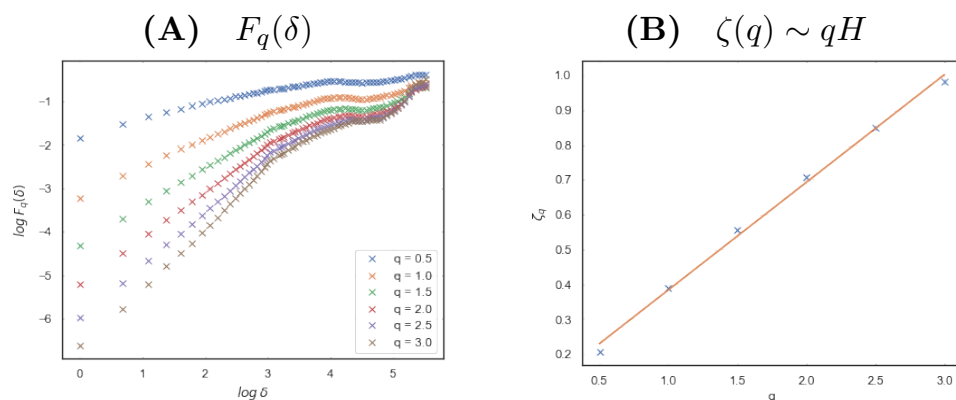 (A) F_q(δ)
(B) ζ(q) ∼ qH
log F_q(δ)
−1
−2
−3
−4
−5
−6
q = 0.5
q = 1.0
q = 1.5
q = 2.0
q = 2.5
q = 3.0
0 1 2 3 4 5
log δ
ζ_q
1.0
0.9
0.8
0.7
0.6
0.5
0.4
0.3
0.2
0.5 1.0 1.5 2.0 2.5 3.0
q